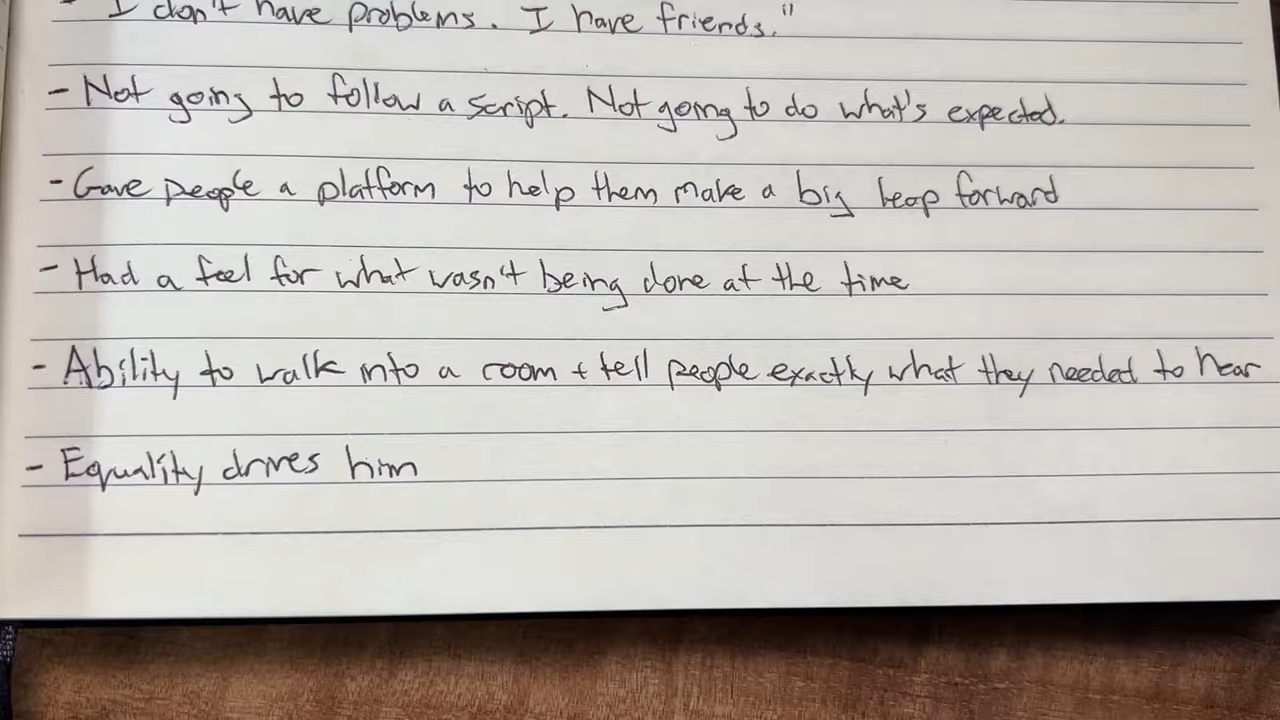 - I don't have problems. I have friends."
- Not going to follow a script. Not going to do what's expected.
- Gave people a platform to help them make a big leap forward
- Had a feel for what wasn't being done at the time
- Ability to walk into a room + tell people exactly what they needed to hear
- Equality drives him